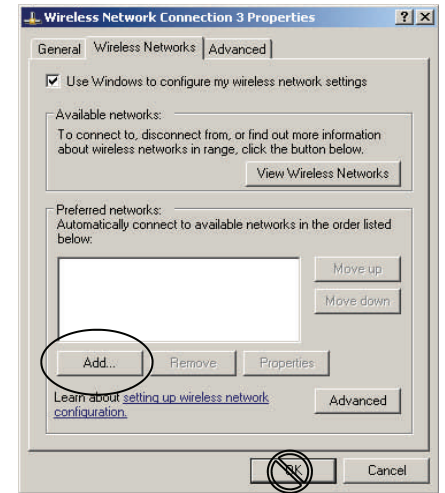 Wireless Network Connection 3 Properties
General Wireless Networks Advanced
Use Windows to configure my wireless network settings
Available networks:
To connect to, disconnect from, or find out more information
about wireless networks in range, click the button below.
View Wireless Networks
Preferred networks:
Automatically connect to available networks in the order listed
below:
Move up
Move down
Add... Remove Properties
Learn about setting up wireless network
configuration.
Advanced
OK Cancel